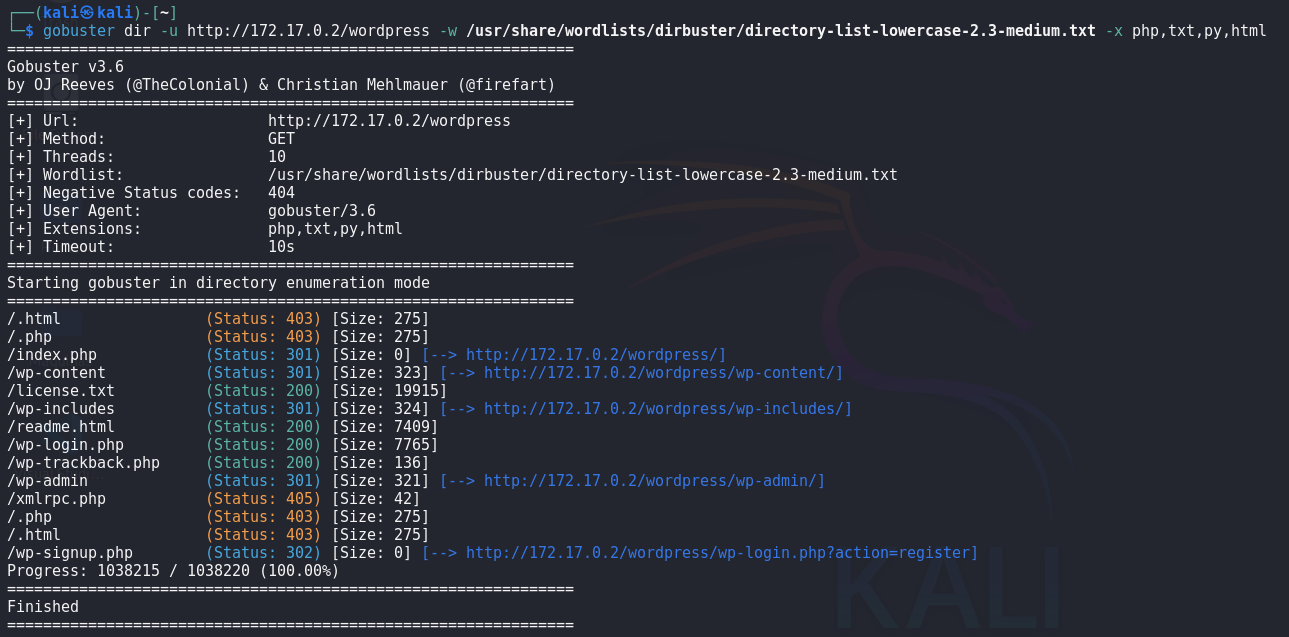 ┌──(kali㉿kali)-[~]
└─$ gobuster dir -u http://172.17.0.2/wordpress -w /usr/share/wordlists/dirbuster/directory-list-lowercase-2.3-medium.txt -x php,txt,py,html
===============================================================
Gobuster v3.6
by OJ Reeves (@TheColonial) & Christian Mehlmauer (@firefart)
===============================================================
[+] Url:                     http://172.17.0.2/wordpress
[+] Method:                  GET
[+] Threads:                 10
[+] Wordlist:                /usr/share/wordlists/dirbuster/directory-list-lowercase-2.3-medium.txt
[+] Negative Status codes:   404
[+] User Agent:              gobuster/3.6
[+] Extensions:              php,txt,py,html
[+] Timeout:                 10s
===============================================================
Starting gobuster in directory enumeration mode
===============================================================
/.html                (Status: 403) [Size: 275]
/.php                 (Status: 403) [Size: 275]
/index.php            (Status: 301) [Size: 0] [--> http://172.17.0.2/wordpress/]
/wp-content           (Status: 301) [Size: 323] [--> http://172.17.0.2/wordpress/wp-content/]
/license.txt          (Status: 200) [Size: 19915]
/wp-includes          (Status: 301) [Size: 324] [--> http://172.17.0.2/wordpress/wp-includes/]
/readme.html          (Status: 200) [Size: 7409]
/wp-login.php         (Status: 200) [Size: 7765]
/wp-trackback.php     (Status: 200) [Size: 136]
/wp-admin             (Status: 301) [Size: 321] [--> http://172.17.0.2/wordpress/wp-admin/]
/xmlrpc.php           (Status: 405) [Size: 42]
/.php                 (Status: 403) [Size: 275]
/.html                (Status: 403) [Size: 275]
/wp-signup.php        (Status: 302) [Size: 0] [--> http://172.17.0.2/wordpress/wp-login.php?action=register]
Progress: 1038215 / 1038220 (100.00%)
===============================================================
Finished
===============================================================
KALI